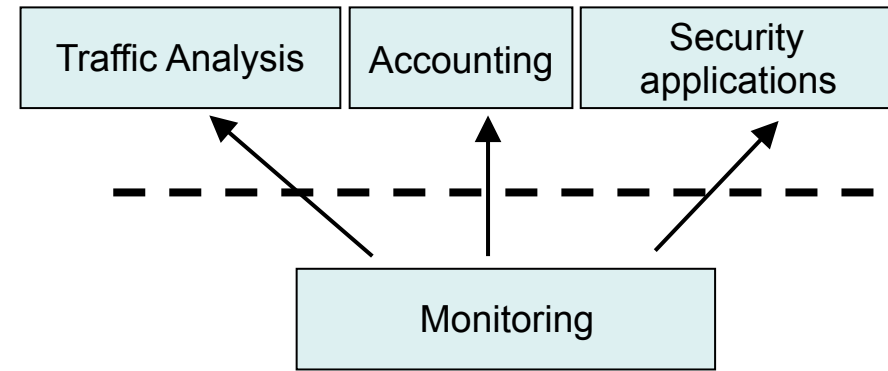 Traffic Analysis
Accounting
Security
applications
Monitoring